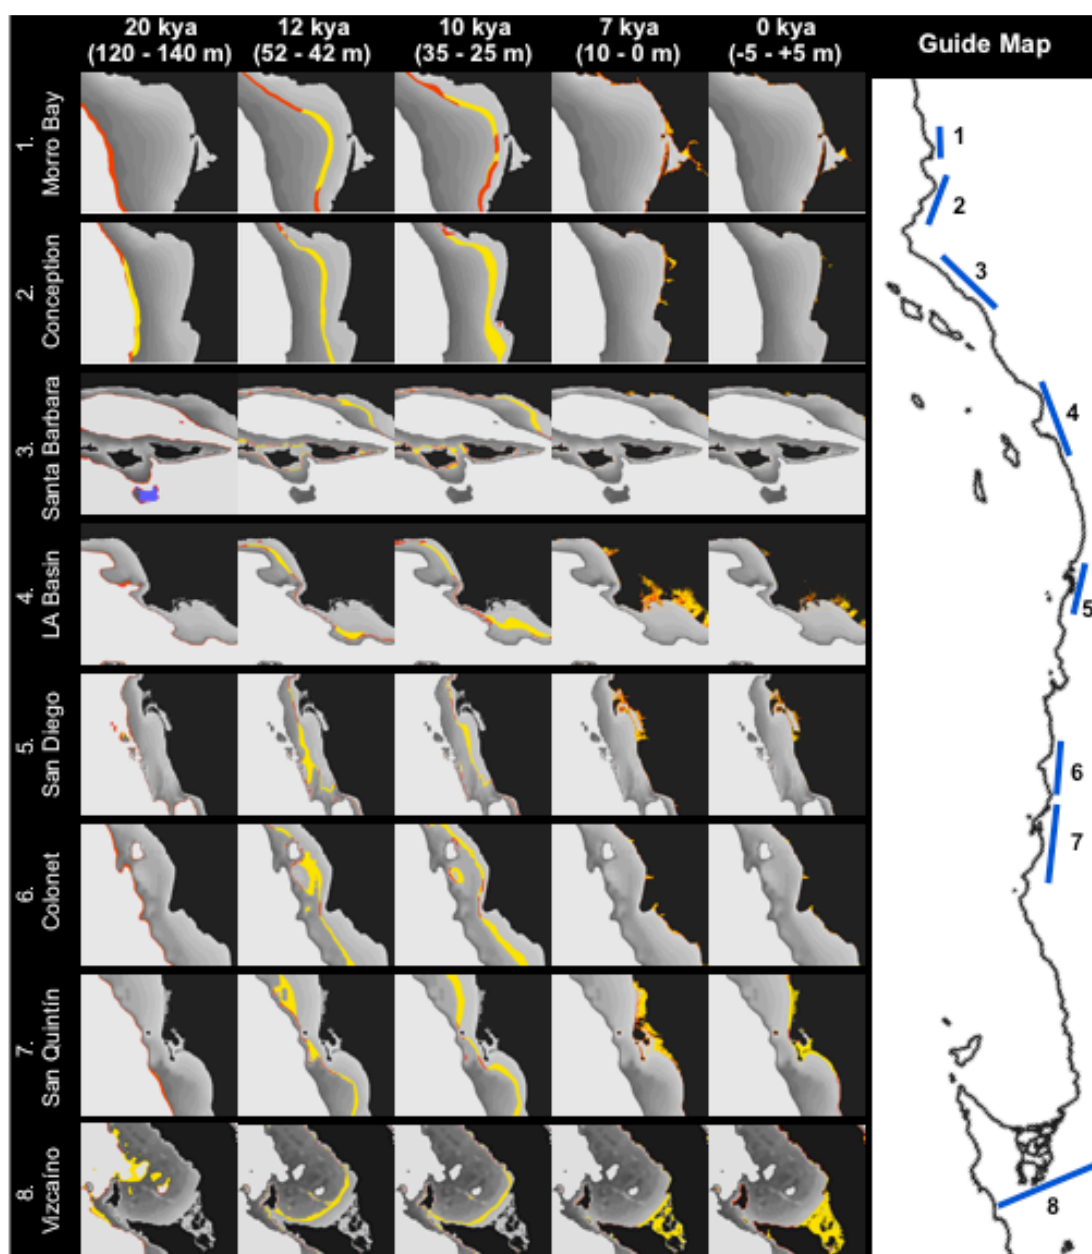 20 kya
(120 - 140 m)
12 kya
(52 - 42 m)
10 kya
(35 - 25 m)
7 kya
(10 - 0 m)
0 kya
(-5 - +5 m)
Guide Map
1.
Morro Bay
2.
Conception
3.
Santa Barbara
4.
LA Basin
5.
San Diego
6.
Colonet
7.
San Quintín
8.
Vizcaíno
1
2
3
4
5
6
7
8